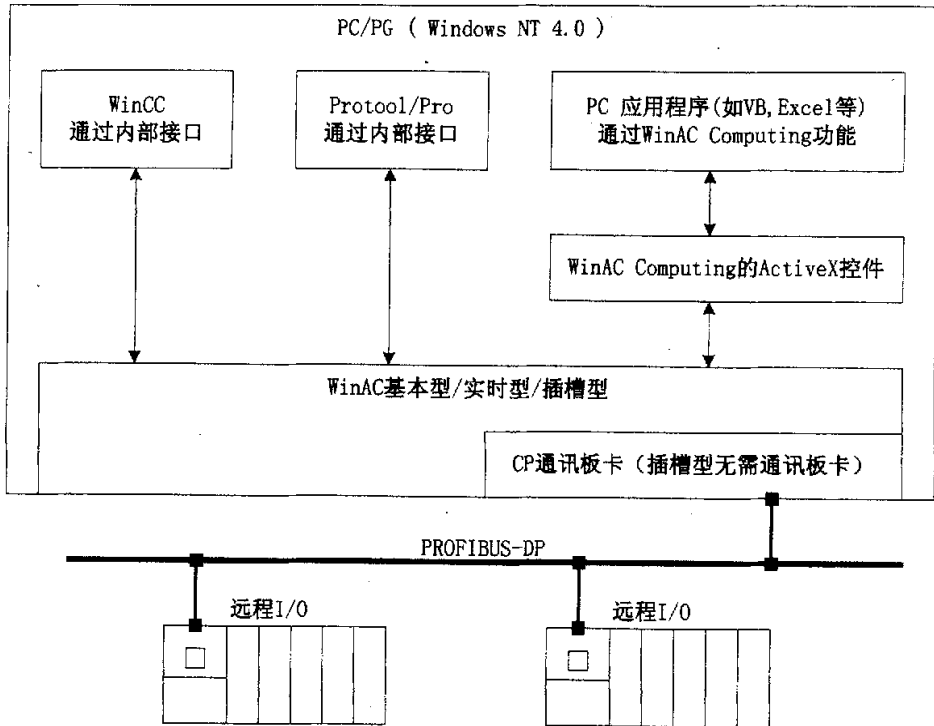 PC/PG ( Windows NT 4.0 )
WinCC
通过内部接口
Protool/Pro
通过内部接口
PC 应用程序(如VB,Excel等)
通过WinAC Computing功能
WinAC Computing的ActiveX控件
WinAC基本型/实时型/插槽型
CP通讯板卡（插槽型无需通讯板卡）
PROFIBUS-DP
远程I/O
远程I/O